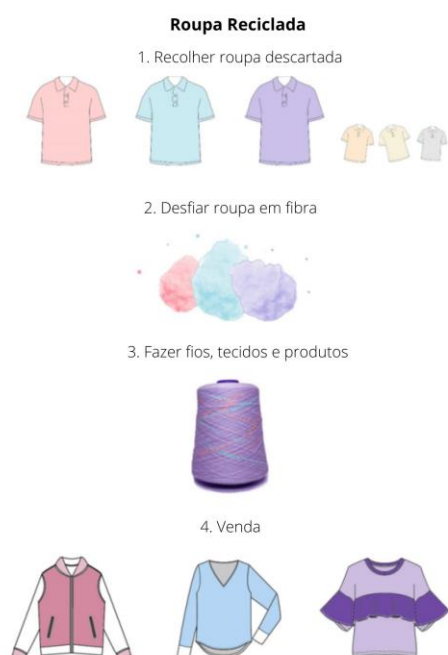 Roupa Reciclada
1. Recolher roupa descartada
2. Desfiar roupa em fibra
3. Fazer fios, tecidos e produtos
4. Venda